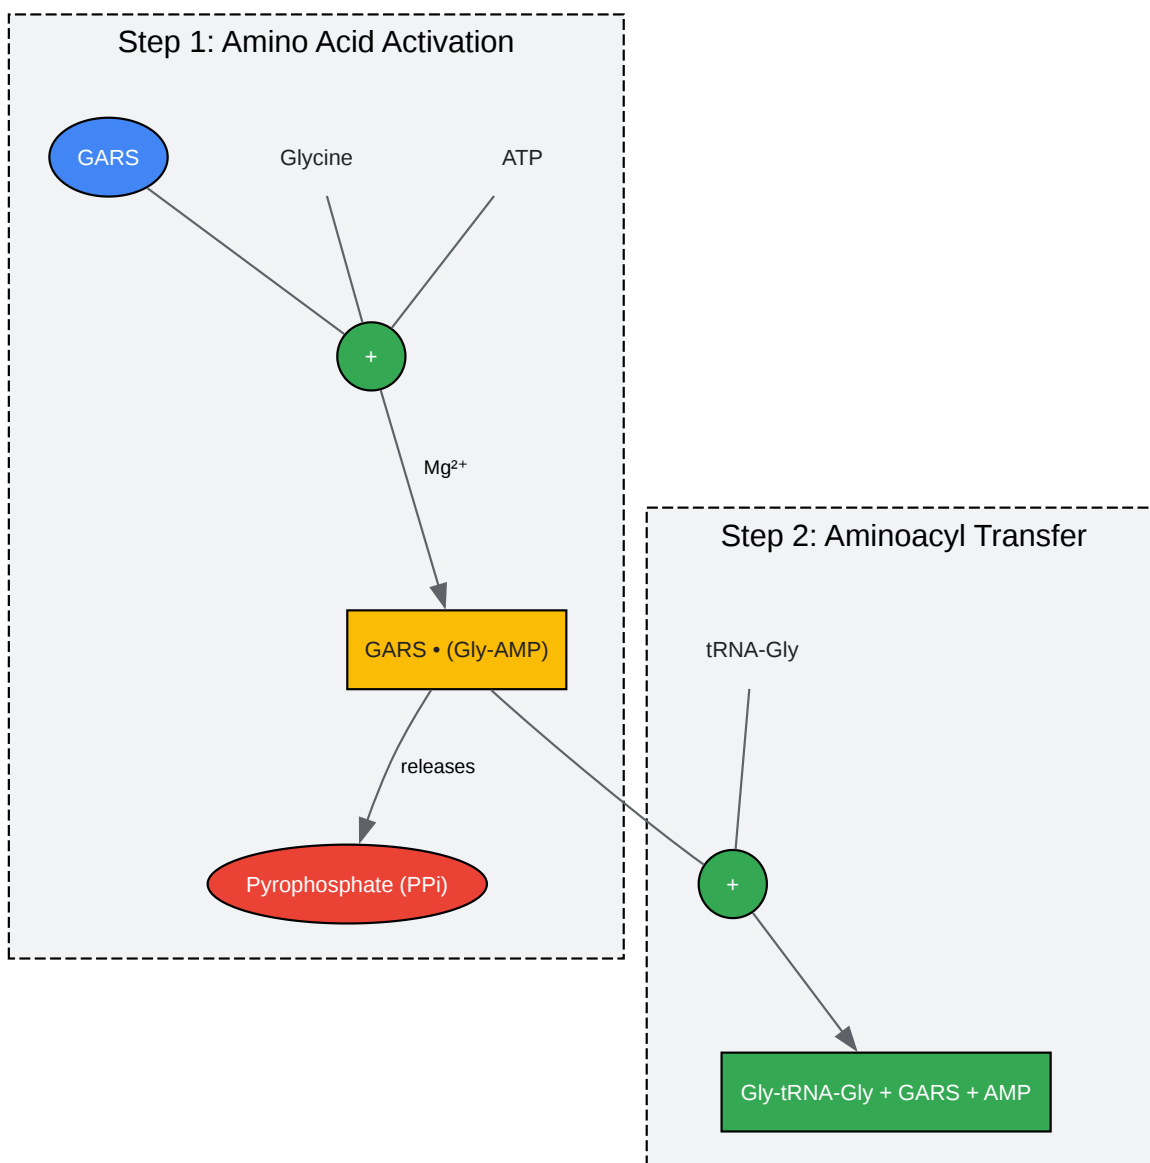 Step 1: Amino Acid Activation
GARS
Glycine
ATP
+
Mg²⁺
GARS • (Gly-AMP)
releases
Pyrophosphate (PPi)
Step 2: Aminoacyl Transfer
tRNA-Gly
+
Gly-tRNA-Gly + GARS + AMP